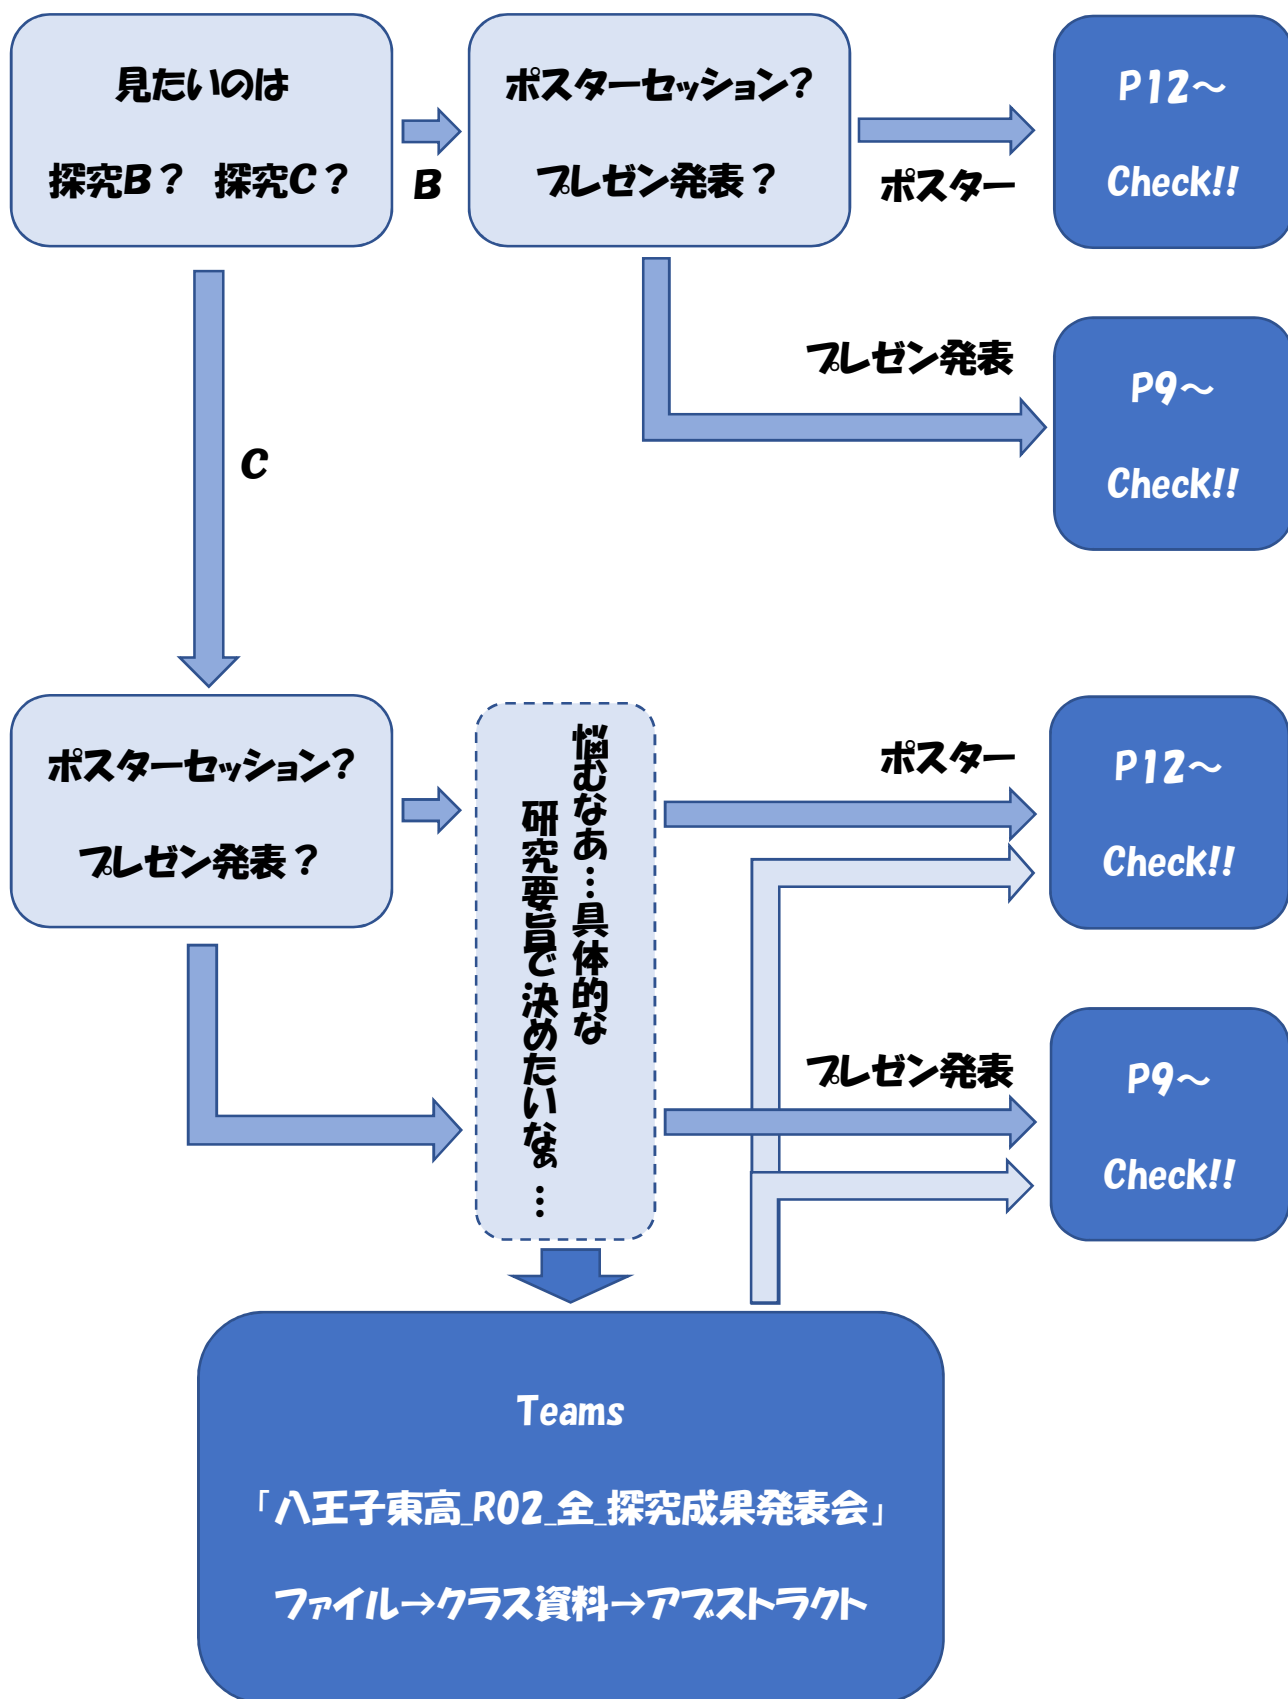 見たいのは
探究B？　探究C？
B
ポスターセッション？
プレゼン発表？
ポスター
P12～
Check!!
プレゼン発表
P9～
Check!!
C
ポスターセッション？
プレゼン発表？
悩むなあ…具体的な
研究要旨で決めたいなぁ…
ポスター
P12～
Check!!
プレゼン発表
P9～
Check!!
Teams
「八王子東高_R02_全_探究成果発表会」
ファイル→クラス資料→アブストラクト